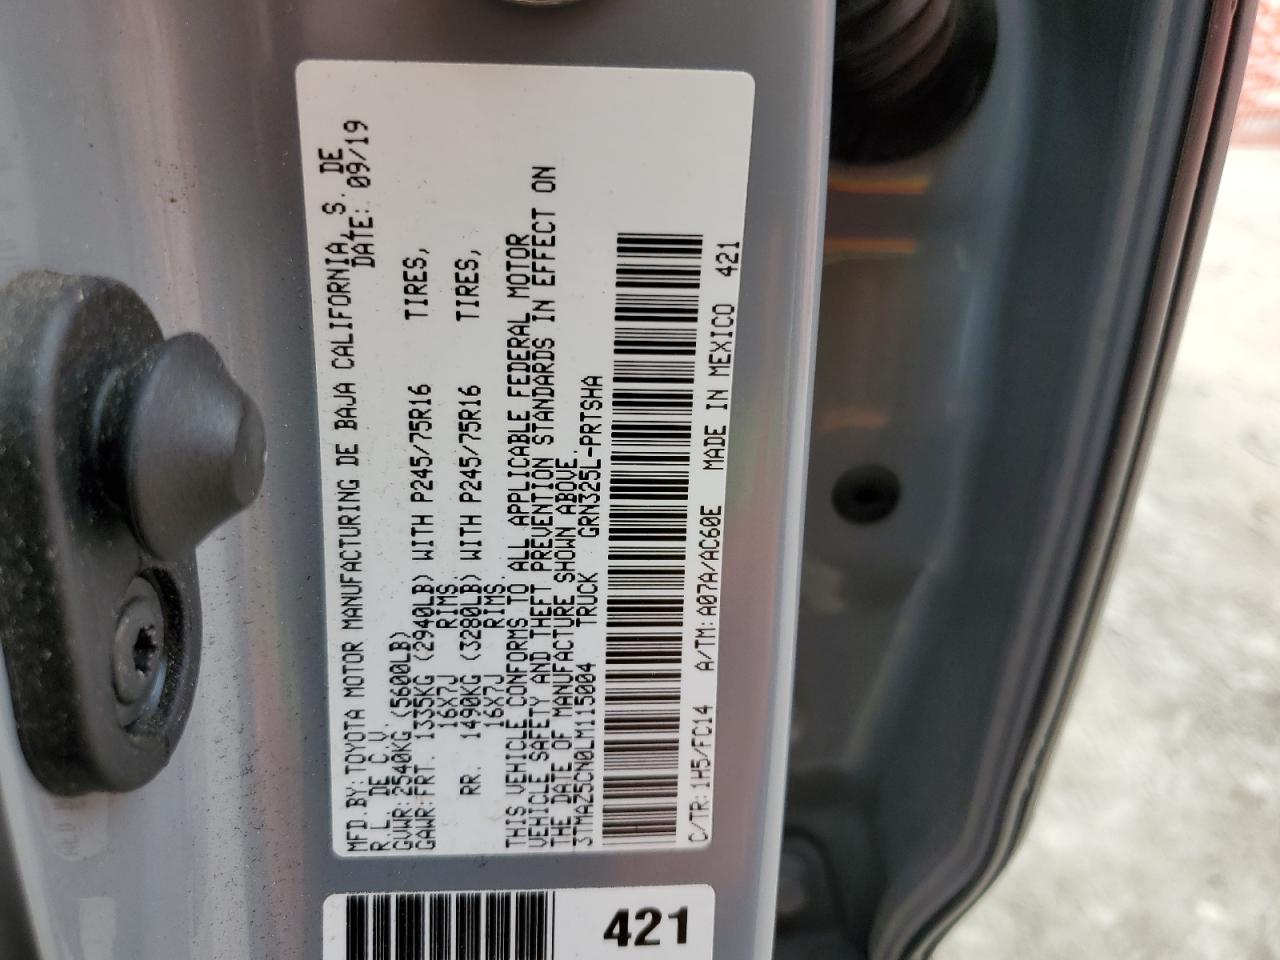 MFD.BY:TOYOTA MOTOR MANUFACTURING DE BAJA CALIFORNIA, S. DE
R.L. DE C.V. DATE: 09/19
GVWR:2540KG(5600LB)
GAWR:FRT. 1335KG (2940LB) WITH P245/75R16 TIRES,
16X7J RIMS,
RR. 1490KG (3280LB) WITH P245/75R16 TIRES,
16X7J RIMS.
THIS VEHICLE CONFORMS TO ALL APPLICABLE FEDERAL MOTOR
VEHICLE SAFETY AND THEFT PREVENTION STANDARDS IN EFFECT ON
THE DATE OF MANUFACTURE SHOWN ABOVE.
3TMAZ5CN0LM115004 TRUCK GRN325L-PRTSHA
C/TR:1H5/FC14 A/TM:A07A/AC60E MADE IN MEXICO 421
421